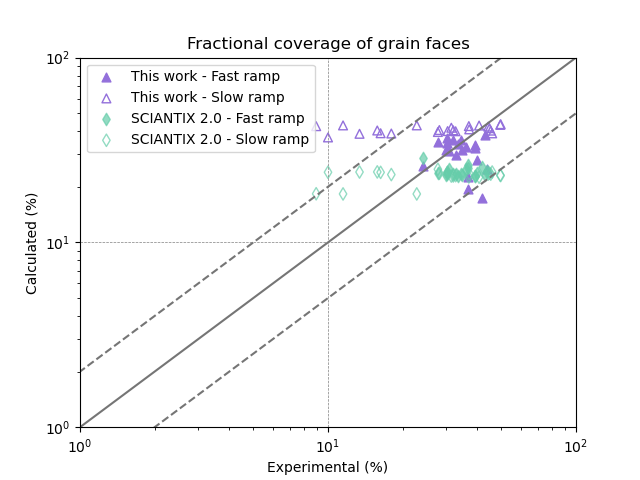 Fractional coverage of grain faces
This work - Fast ramp
This work - Slow ramp
SCIANTIX 2.0 - Fast ramp
SCIANTIX 2.0 - Slow ramp
Calculated (%)
10²
10¹
10⁰
10⁰ 10¹ 10²
Experimental (%)